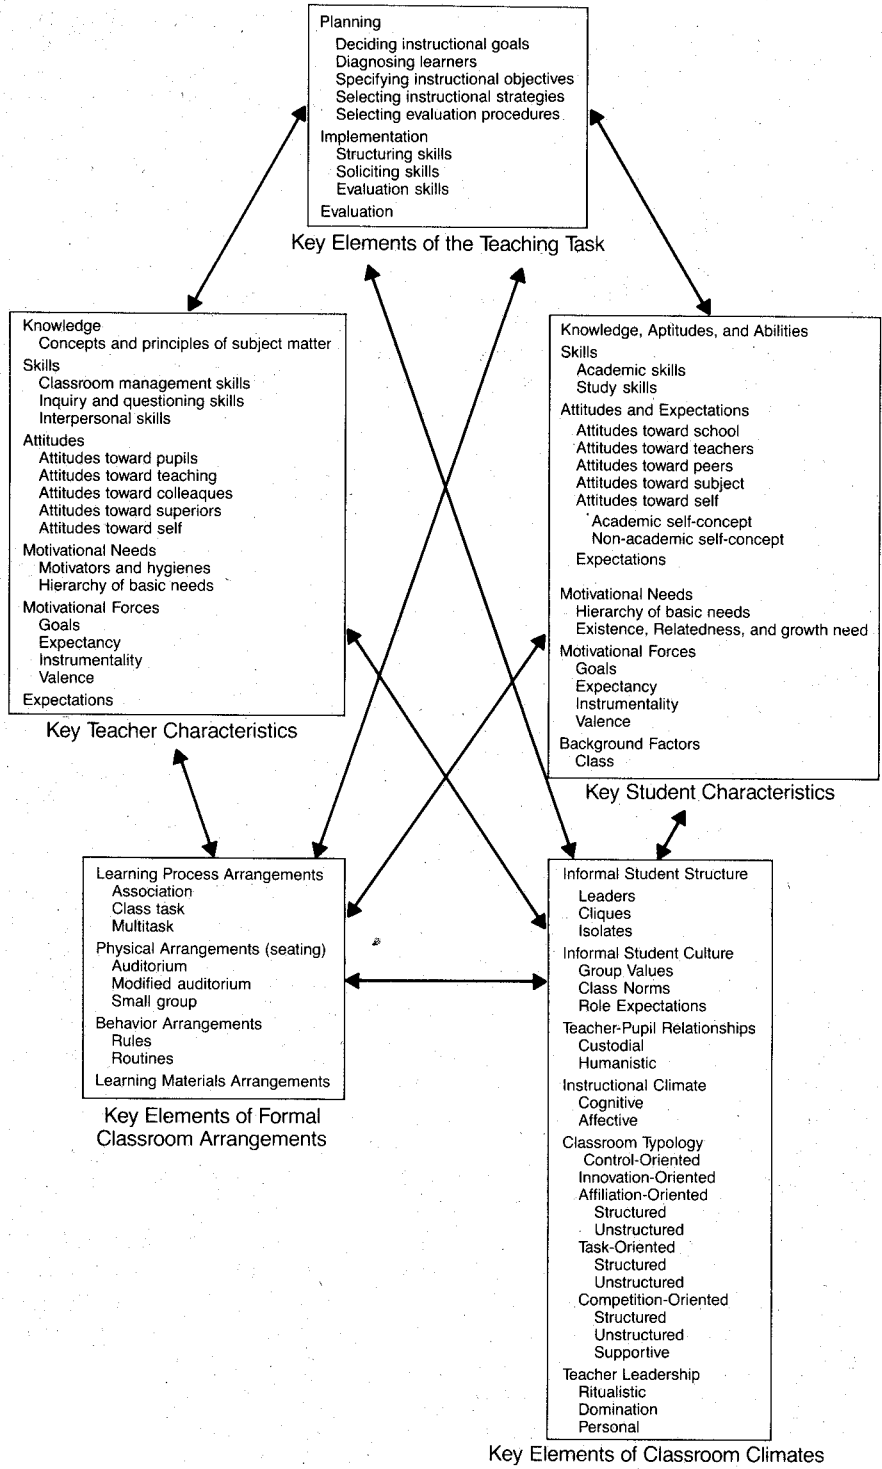 Planning
Deciding instructional goals
Diagnosing learners
Specifying instructional objectives
Selecting instructional strategies
Selecting evaluation procedures
Implementation
Structuring skills
Soliciting skills
Evaluation skills
Evaluation
Key Elements of the Teaching Task
Knowledge
Concepts and principles of subject matter
Skills
Classroom management skills
Inquiry and questioning skills
Interpersonal skills
Attitudes
Attitudes toward pupils
Attitudes toward teaching
Attitudes toward colleaques
Attitudes toward superiors
Attitudes toward self
Motivational Needs
Motivators and hygienes
Hierarchy of basic needs
Motivational Forces
Goals
Expectancy
Instrumentality
Valence
Expectations
Key Teacher Characteristics
Knowledge, Aptitudes, and Abilities
Skills
Academic skills
Study skills
Attitudes and Expectations
Attitudes toward school
Attitudes toward teachers
Attitudes toward peers
Attitudes toward subject
Attitudes toward self
Academic self-concept
Non-academic self-concept
Expectations
Motivational Needs
Hierarchy of basic needs
Existence, Relatedness, and growth need
Motivational Forces
Goals
Expectancy
Instrumentality
Valence
Background Factors
Class
Key Student Characteristics
Learning Process Arrangements
Association
Class task
Multitask
Physical Arrangements (seating)
Auditorium
Modified auditorium
Small group
Behavior Arrangements
Rules
Routines
Learning Materials Arrangements
Key Elements of Formal
Classroom Arrangements
Informal Student Structure
Leaders
Cliques
Isolates
Informal Student Culture
Group Values
Class Norms
Role Expectations
Teacher-Pupil Relationships
Custodial
Humanistic
Instructional Climate
Cognitive
Affective
Classroom Typology
Control-Oriented
Innovation-Oriented
Affiliation-Oriented
Structured
Unstructured
Task-Oriented
Structured
Unstructured
Competition-Oriented
Structured
Unstructured
Supportive
Teacher Leadership
Ritualistic
Domination
Personal
Key Elements of Classroom Climates